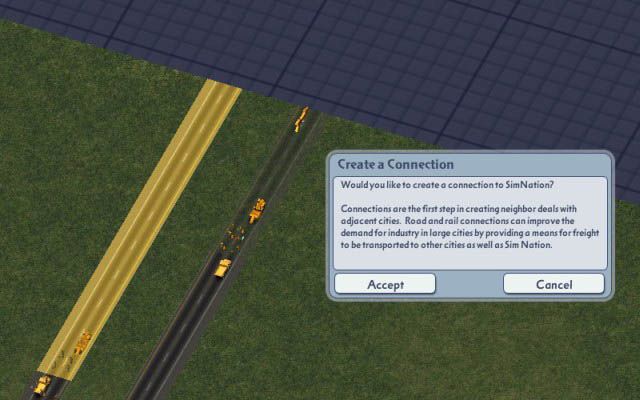 Create a Connection
Would you like to create a connection to SimNation?
Connections are the first step in creating neighbor deals with
adjacent cities. Road and rail connections can improve the
demand for industry in large cities by providing a means for freight
to be transported to other cities as well as Sim Nation.
Accept
Cancel